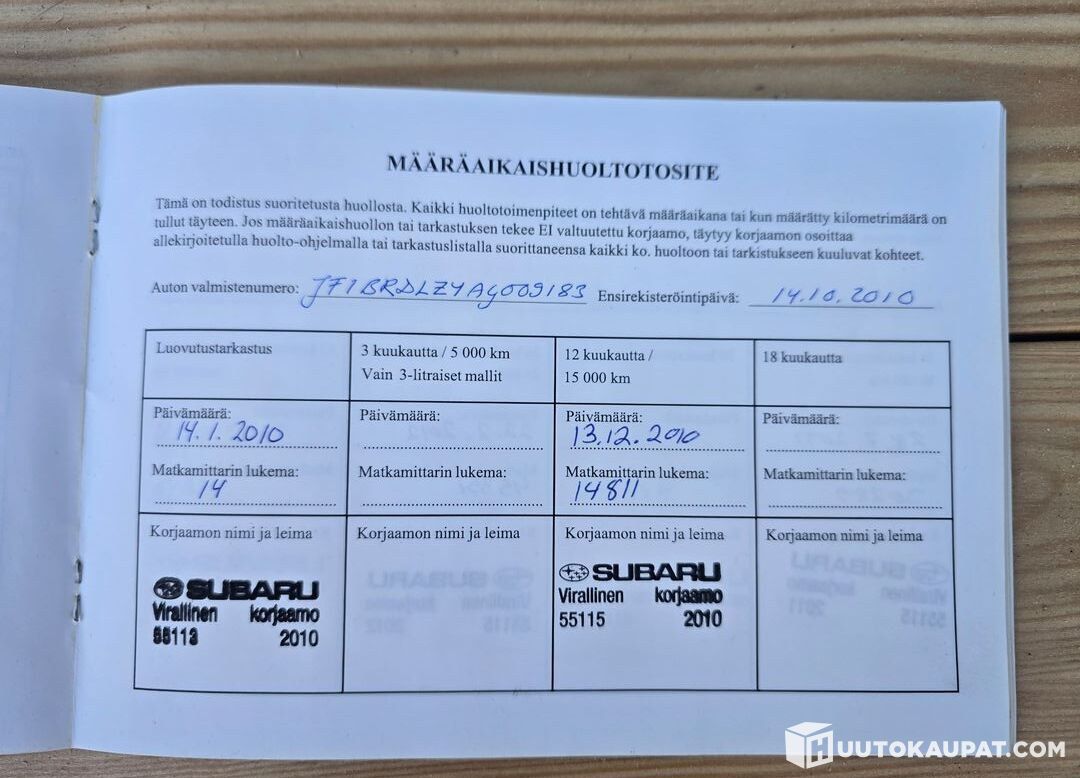 MÄÄRÄAIKAISHUOLTOTOSITE
Tämä on todistus suoritetusta huollosta. Kaikki huoltotoimenpiteet on tehtävä määräaikana tai kun määrätty kilometrimäärä on
tullut täyteen. Jos määräaikaishuollon tai tarkastuksen tekee EI valtuutettu korjaamo, täytyy korjaamon osoittaa
allekirjoitetulla huolto-ohjelmalla tai tarkastuslistalla suorittaneensa kaikki ko. huoltoon tai tarkistukseen kuuluvat kohteet.
Auton valmistenumero: JF1BRDLZYAG009183 Ensirekisteröintipäivä: 14.10.2010
Luovutustarkastus
3 kuukautta / 5 000 km
Vain 3-litraiset mallit
12 kuukautta /
15 000 km
18 kuukautta
Päivämäärä:
14.1.2010
Päivämäärä:
Päivämäärä:
13.12.2010
Päivämäärä:
Matkamittarin lukema:
14
Matkamittarin lukema:
Matkamittarin lukema:
14811
Matkamittarin lukema:
Korjaamon nimi ja leima
SUBARU
Virallinen korjaamo
55113 2010
Korjaamon nimi ja leima
Korjaamon nimi ja leima
SUBARU
Virallinen korjaamo
55115 2010
Korjaamon nimi ja leima
HUUTOKAUPAT.COM